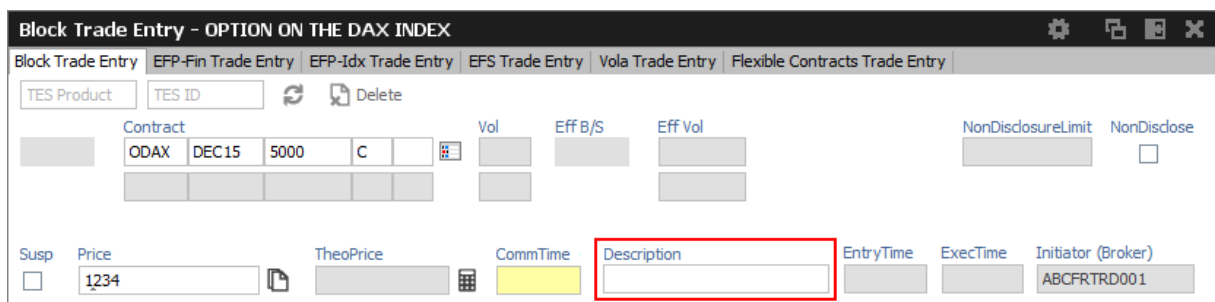 Block Trade Entry - OPTION ON THE DAX INDEX
Block Trade Entry EFP-Fin Trade Entry EFP-Idx Trade Entry EFS Trade Entry Vola Trade Entry Flexible Contracts Trade Entry
TES Product TES ID Delete
Contract Vol Eff B/S Eff Vol NonDisclosureLimit NonDisclose
ODAX DEC15 5000 C
Susp Price TheoPrice CommTime Description EntryTime ExecTime Initiator (Broker)
1234 ABCFRTRD001